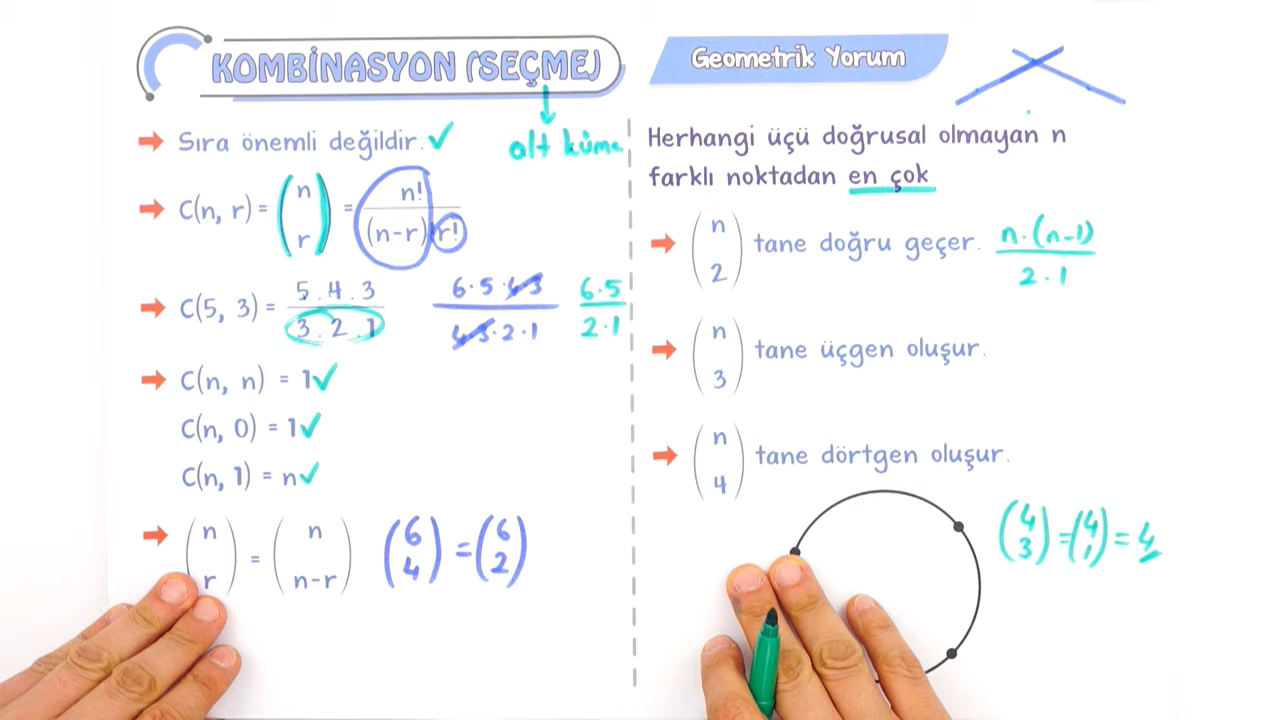 KOMBİNASYON (SEÇME)
Sıra önemli değildir. ✓
alt küme
C(n, r) = (n r) = n! / (n-r)! r!
C(5, 3) = 5 . 4 . 3 / 3 . 2 . 1
6·5·4·3 / 4·3·2·1
6·5 / 2·1
C(n, n) = 1 ✓
C(n, 0) = 1 ✓
C(n, 1) = n ✓
(n r) = (n n-r)
(6 4) = (6 2)
Geometrik Yorum
Herhangi üçü doğrusal olmayan n
farklı noktadan en çok
(n 2) tane doğru geçer. n·(n-1) / 2·1
(n 3) tane üçgen oluşur.
(n 4) tane dörtgen oluşur.
(4 3) = (4 1) = 4